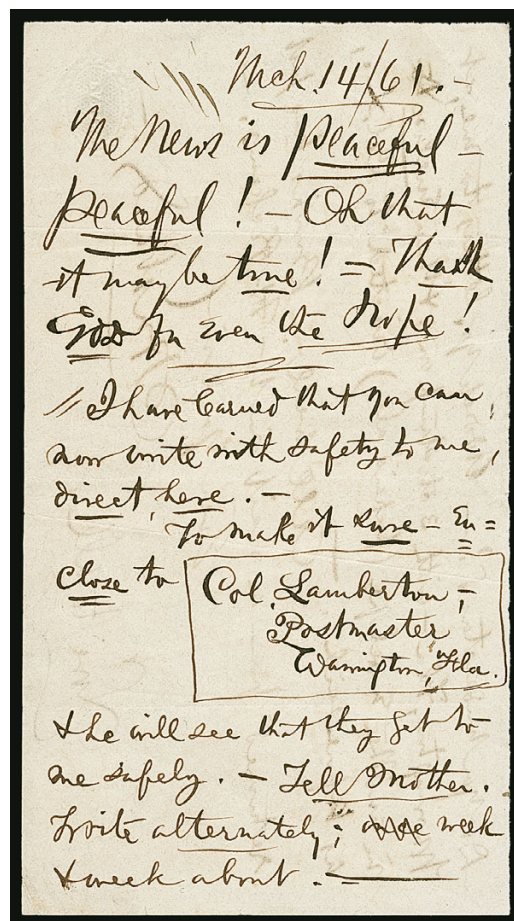 Mch. 14/61. -
The News is peaceful -
peaceful! - Oh that
it may be true! - Thank
God for even the hope!
// I have learned that you can
now write with safety to me,
direct, here. -
To make it sure - En=
close to
Col. Lamberton -
Postmaster
Warrington, Fla.
& he will see that they get to
me safely. - Tell Mother.
Write alternately; week
& week about. -